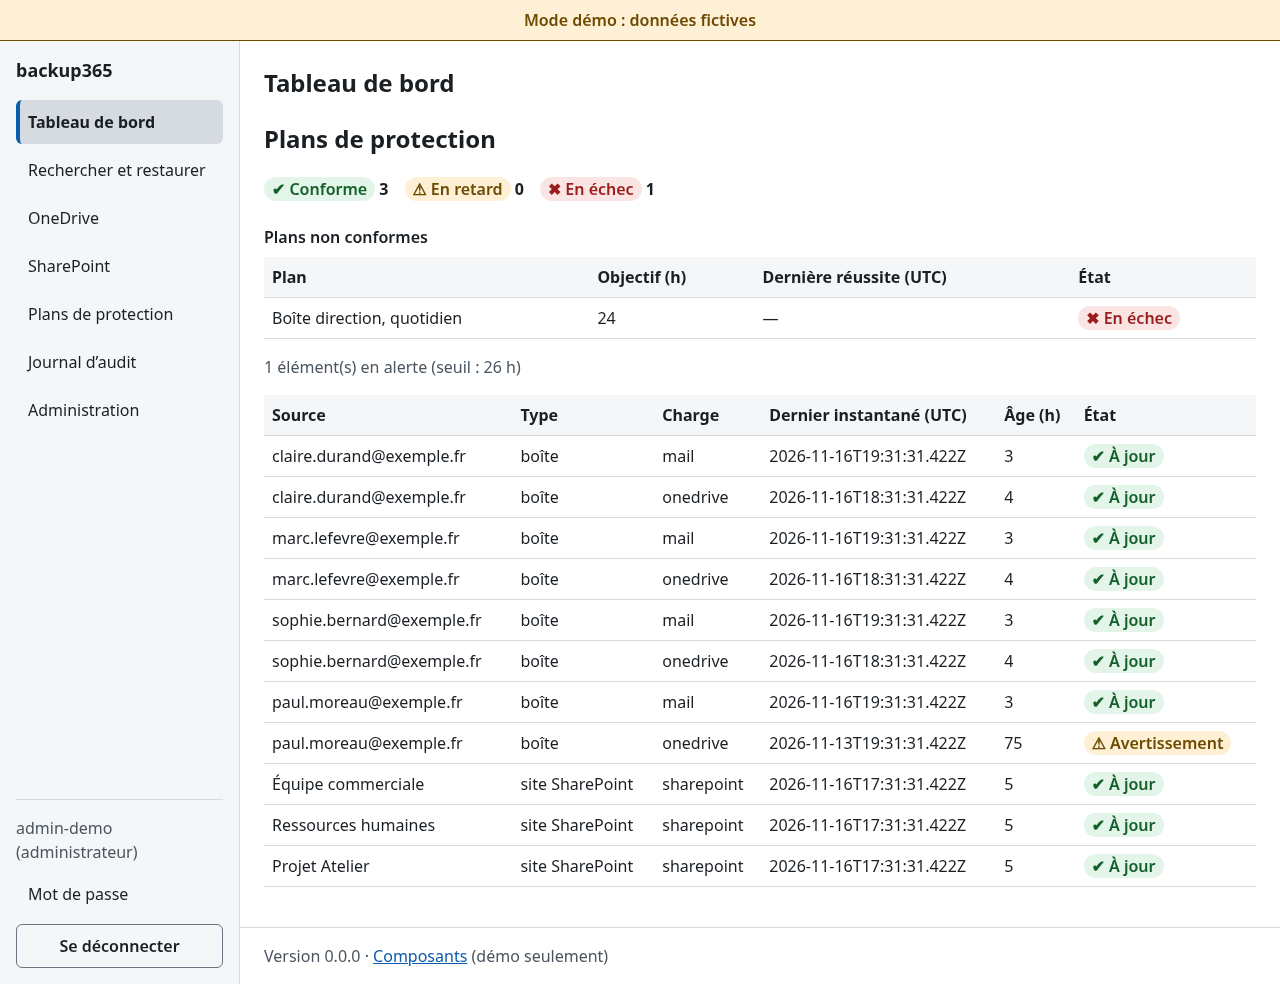 Mode démo : données fictives
backup365
Tableau de bord
Rechercher et restaurer
OneDrive
SharePoint
Plans de protection
Journal d’audit
Administration
admin-demo
(administrateur)
Mot de passe
Se déconnecter
Tableau de bord
Plans de protection
✔ Conforme 3 ⚠ En retard 0 ✖ En échec 1
Plans non conformes
Plan Objectif (h) Dernière réussite (UTC) État
Boîte direction, quotidien 24 — ✖ En échec
1 élément(s) en alerte (seuil : 26 h)
Source Type Charge Dernier instantané (UTC) Âge (h) État
claire.durand@exemple.fr boîte mail 2026-11-16T19:31:31.422Z 3 ✔ À jour
claire.durand@exemple.fr boîte onedrive 2026-11-16T18:31:31.422Z 4 ✔ À jour
marc.lefevre@exemple.fr boîte mail 2026-11-16T19:31:31.422Z 3 ✔ À jour
marc.lefevre@exemple.fr boîte onedrive 2026-11-16T18:31:31.422Z 4 ✔ À jour
sophie.bernard@exemple.fr boîte mail 2026-11-16T19:31:31.422Z 3 ✔ À jour
sophie.bernard@exemple.fr boîte onedrive 2026-11-16T18:31:31.422Z 4 ✔ À jour
paul.moreau@exemple.fr boîte mail 2026-11-16T19:31:31.422Z 3 ✔ À jour
paul.moreau@exemple.fr boîte onedrive 2026-11-13T19:31:31.422Z 75 ⚠ Avertissement
Équipe commerciale site SharePoint sharepoint 2026-11-16T17:31:31.422Z 5 ✔ À jour
Ressources humaines site SharePoint sharepoint 2026-11-16T17:31:31.422Z 5 ✔ À jour
Projet Atelier site SharePoint sharepoint 2026-11-16T17:31:31.422Z 5 ✔ À jour
Version 0.0.0 · Composants (démo seulement)